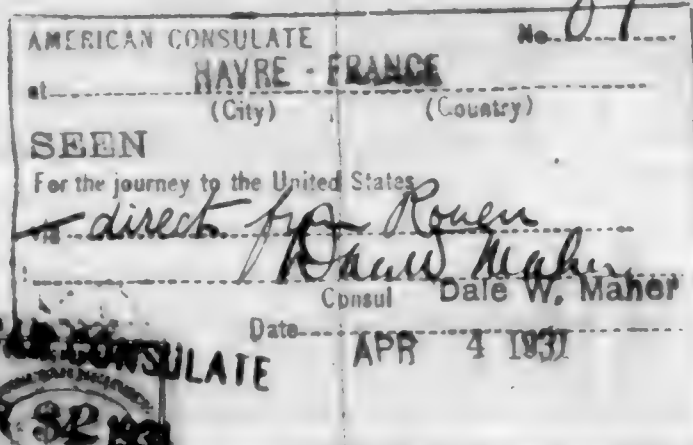 AMERICAN CONSULATE No.
at HAVRE - FRANCE
(City) (Country)
SEEN
For the journey to the United States
via direct from Rouen
Dale W. Maher
Consul Dale W. Maher
Date APR 4 1931
CONSULATE